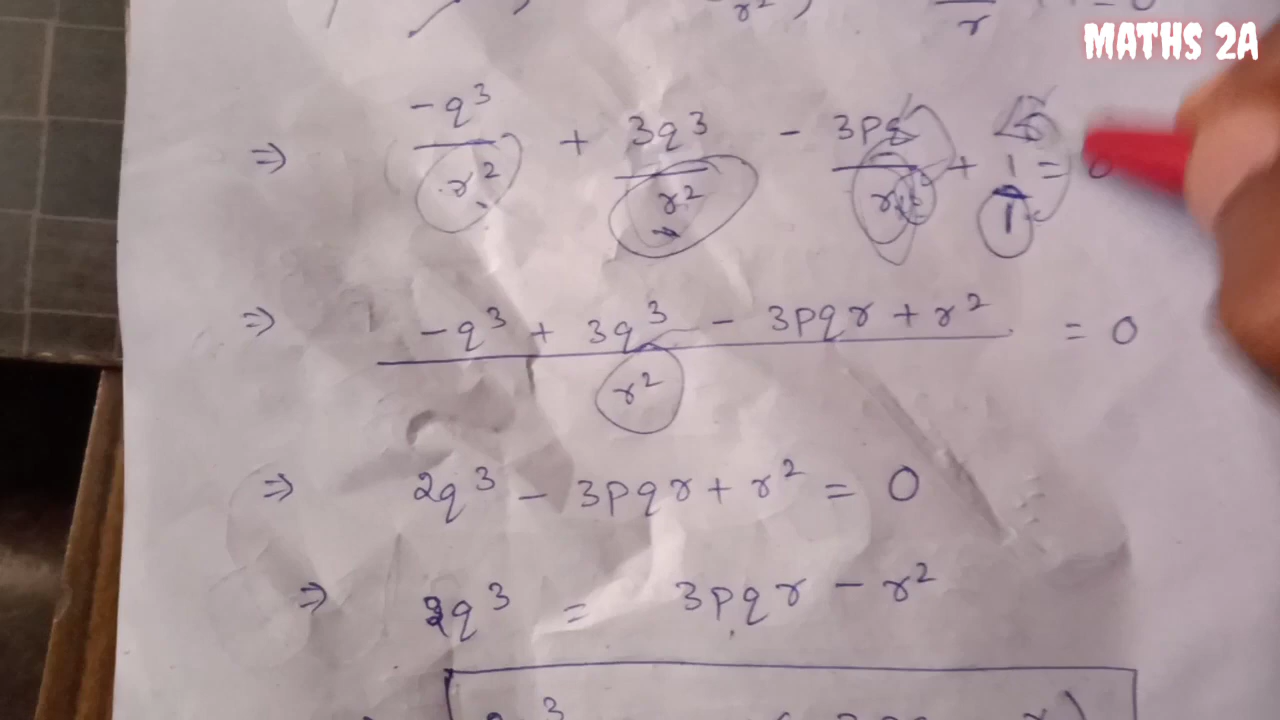 MATHS 2A
⇒ -q³/r² + 3q³/r² - 3pq/r + 1/1 = 0
⇒ (-q³ + 3q³ - 3pqr + r²)/r² = 0
⇒ 2q³ - 3pqr + r² = 0
⇒ 2q³ = 3pqr - r²